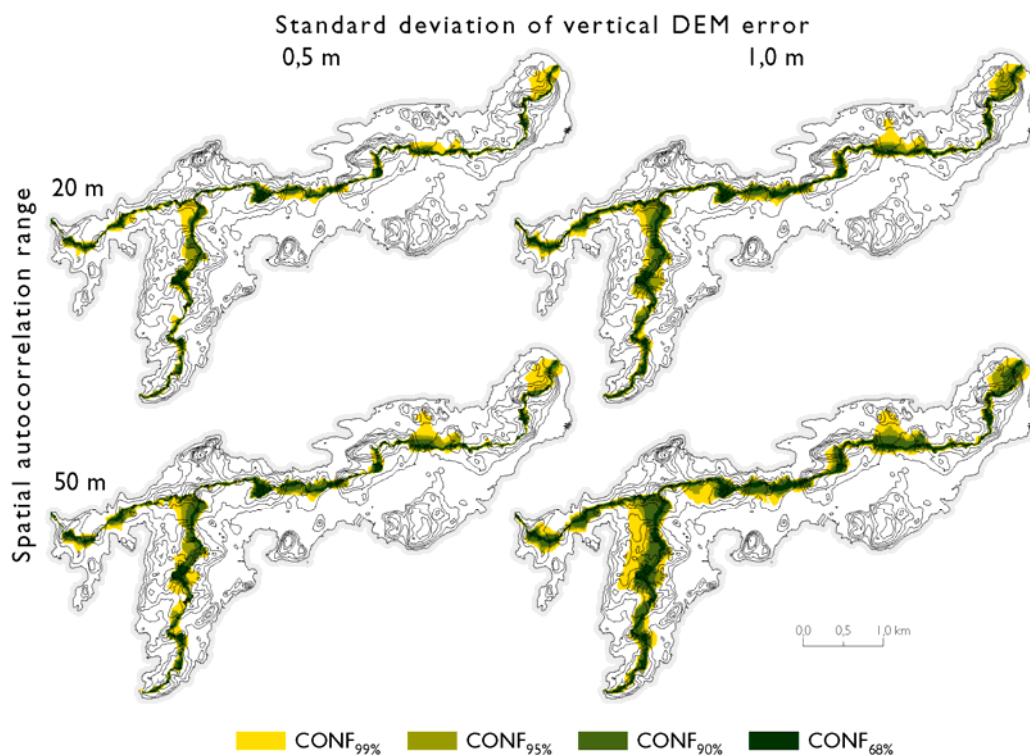 Standard deviation of vertical DEM error
0,5 m
1,0 m
Spatial autocorrelation range
20 m
50 m
0,0 0,5 1,0 km
CONF99% CONF95% CONF90% CONF68%